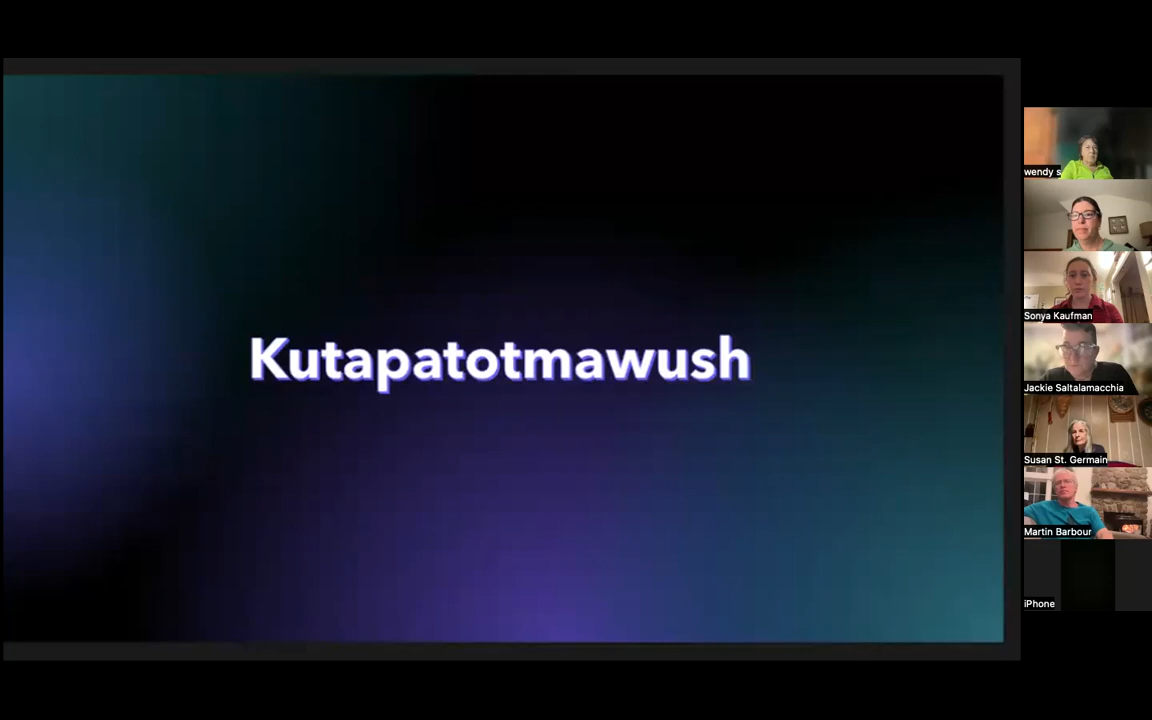 Kutapatotmawush
wendy s
Sonya Kaufman
Jackie Saltalamacchia
Susan St. Germain
Martin Barbour
iPhone